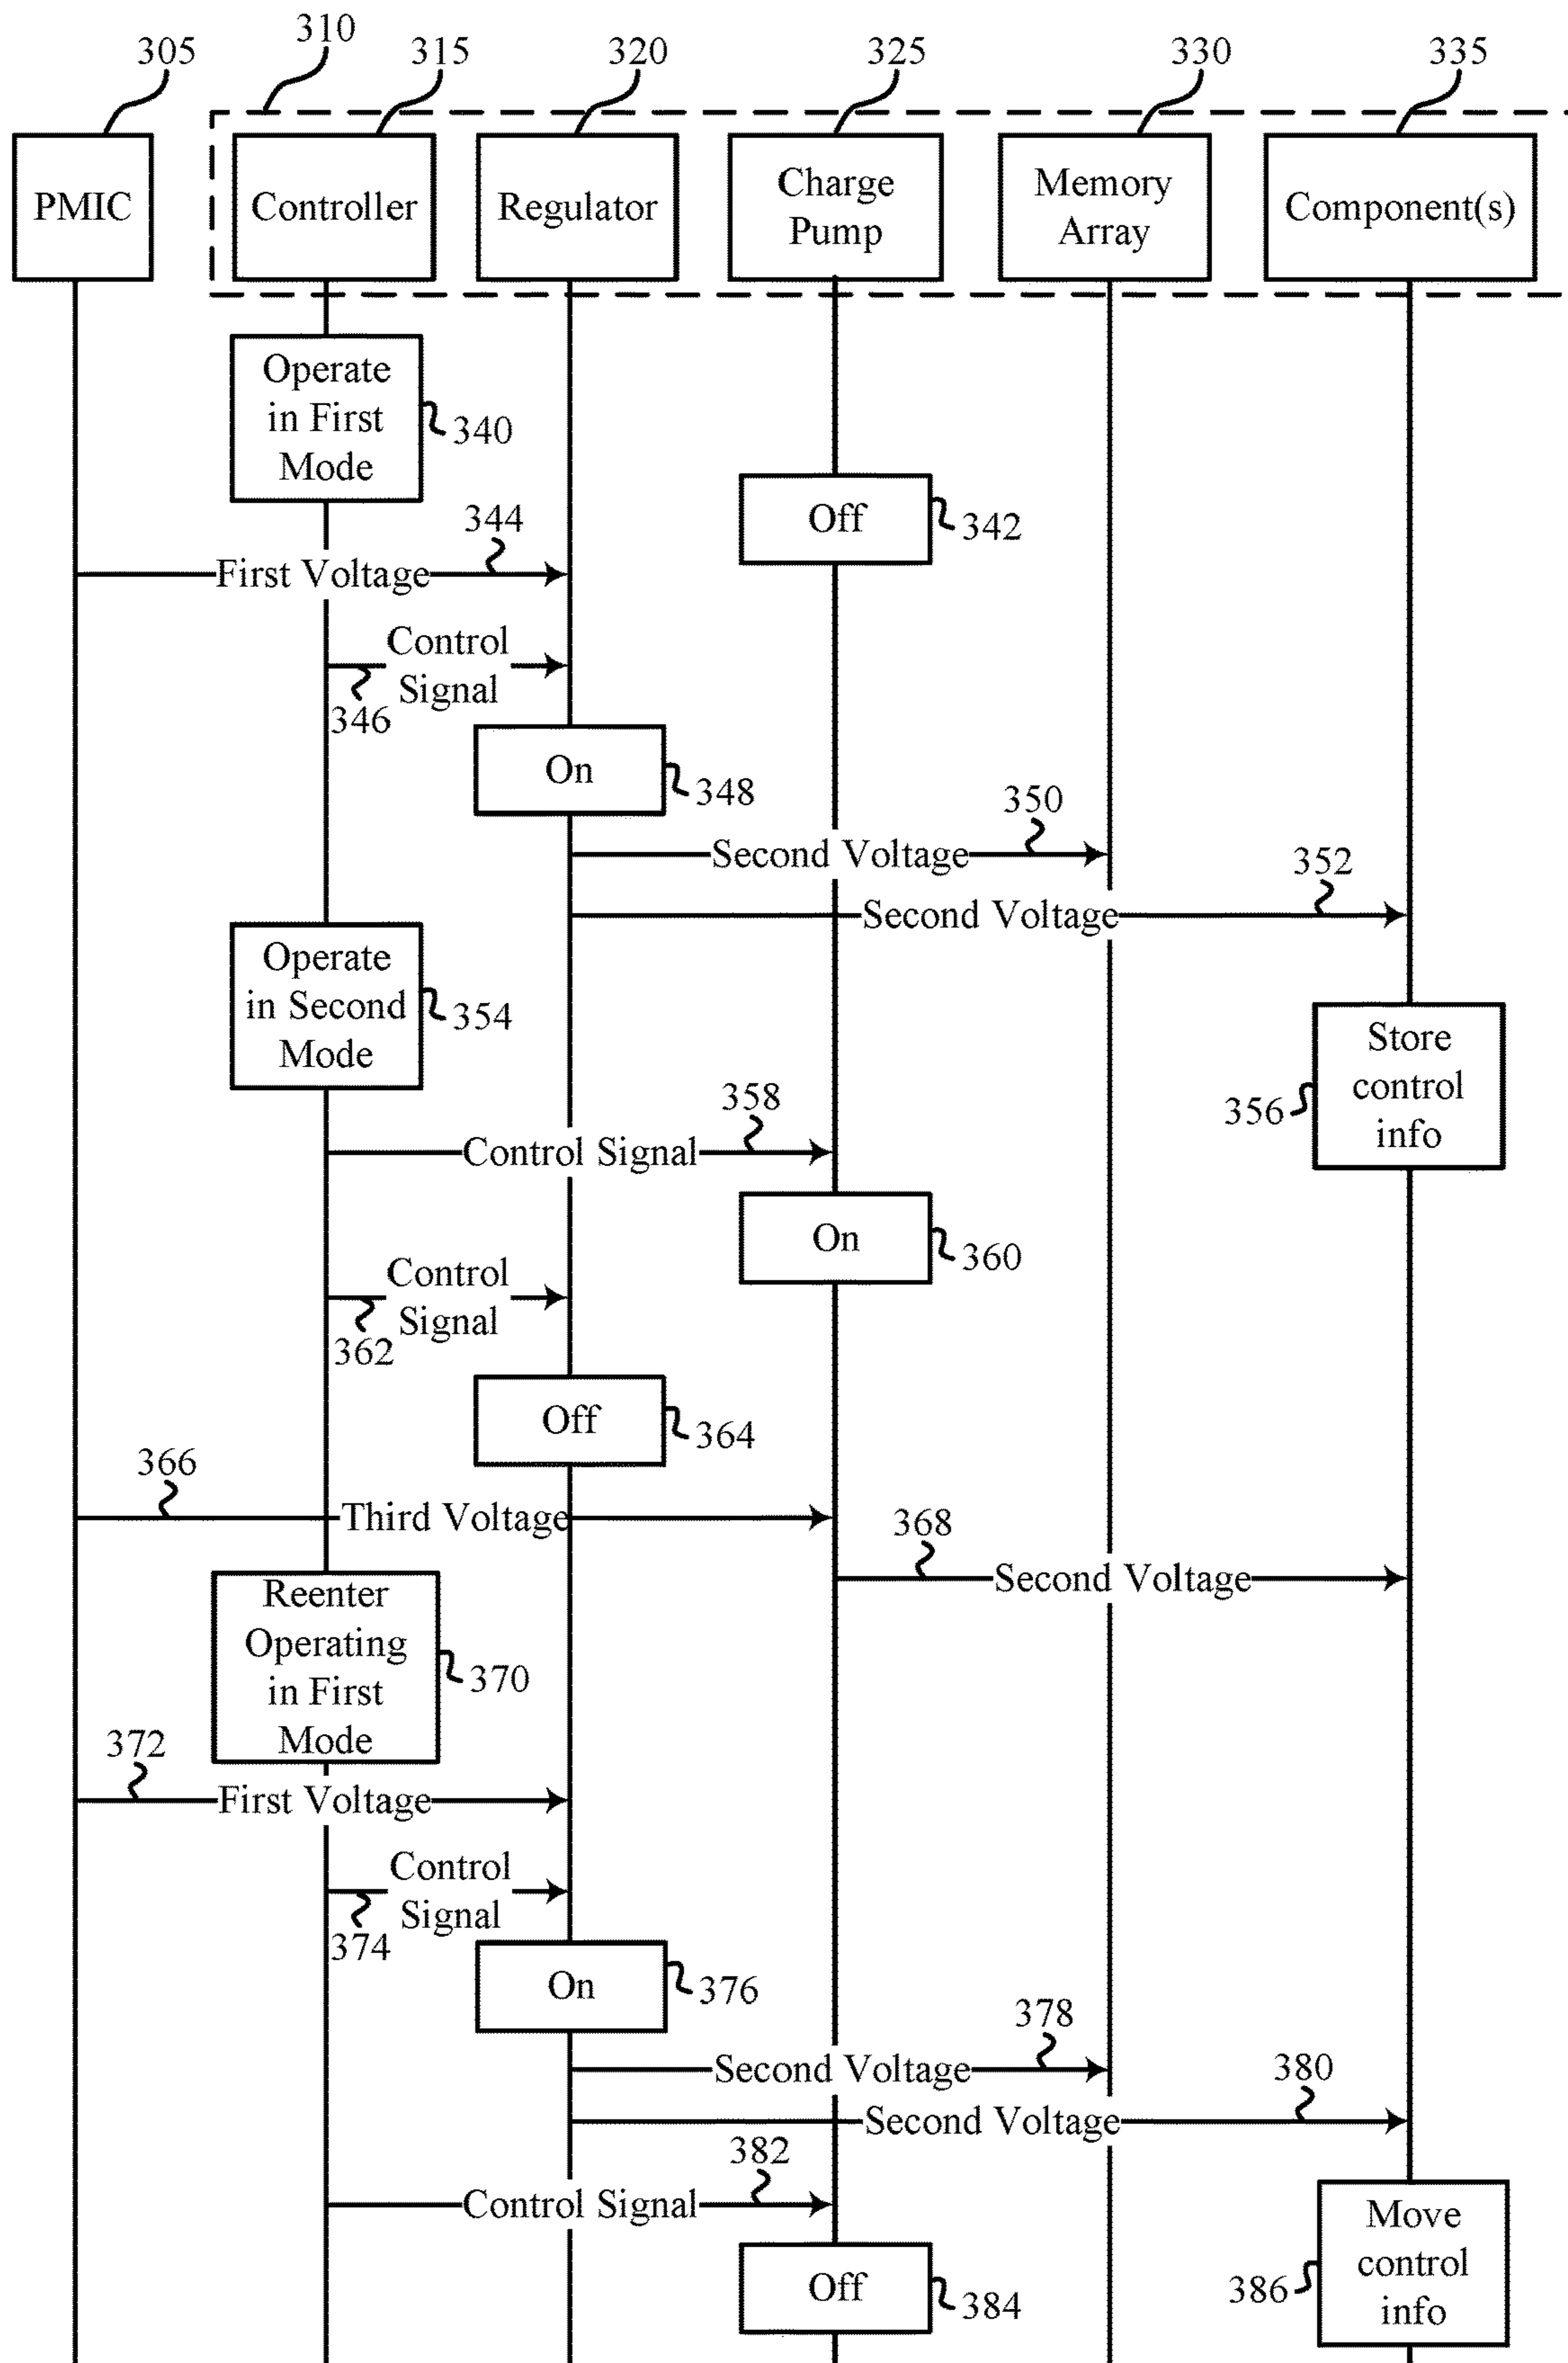 310
305
315
320
325
330
335
PMIC
Controller
Regulator
Charge
Pump
Memory
Array
Component(s)
Operate
in First
Mode
340
Off
342
344
First Voltage
Control
Signal
346
On
348
350
Second Voltage
352
Second Voltage
Operate
in Second
Mode
354
Store
control
info
356
358
Control Signal
On
360
Control
Signal
362
Off
364
366
Third Voltage
368
Second Voltage
Reenter
Operating
in First
Mode
370
372
First Voltage
Control
Signal
374
On
376
378
Second Voltage
380
Second Voltage
382
Control Signal
Off
384
Move
control
info
386